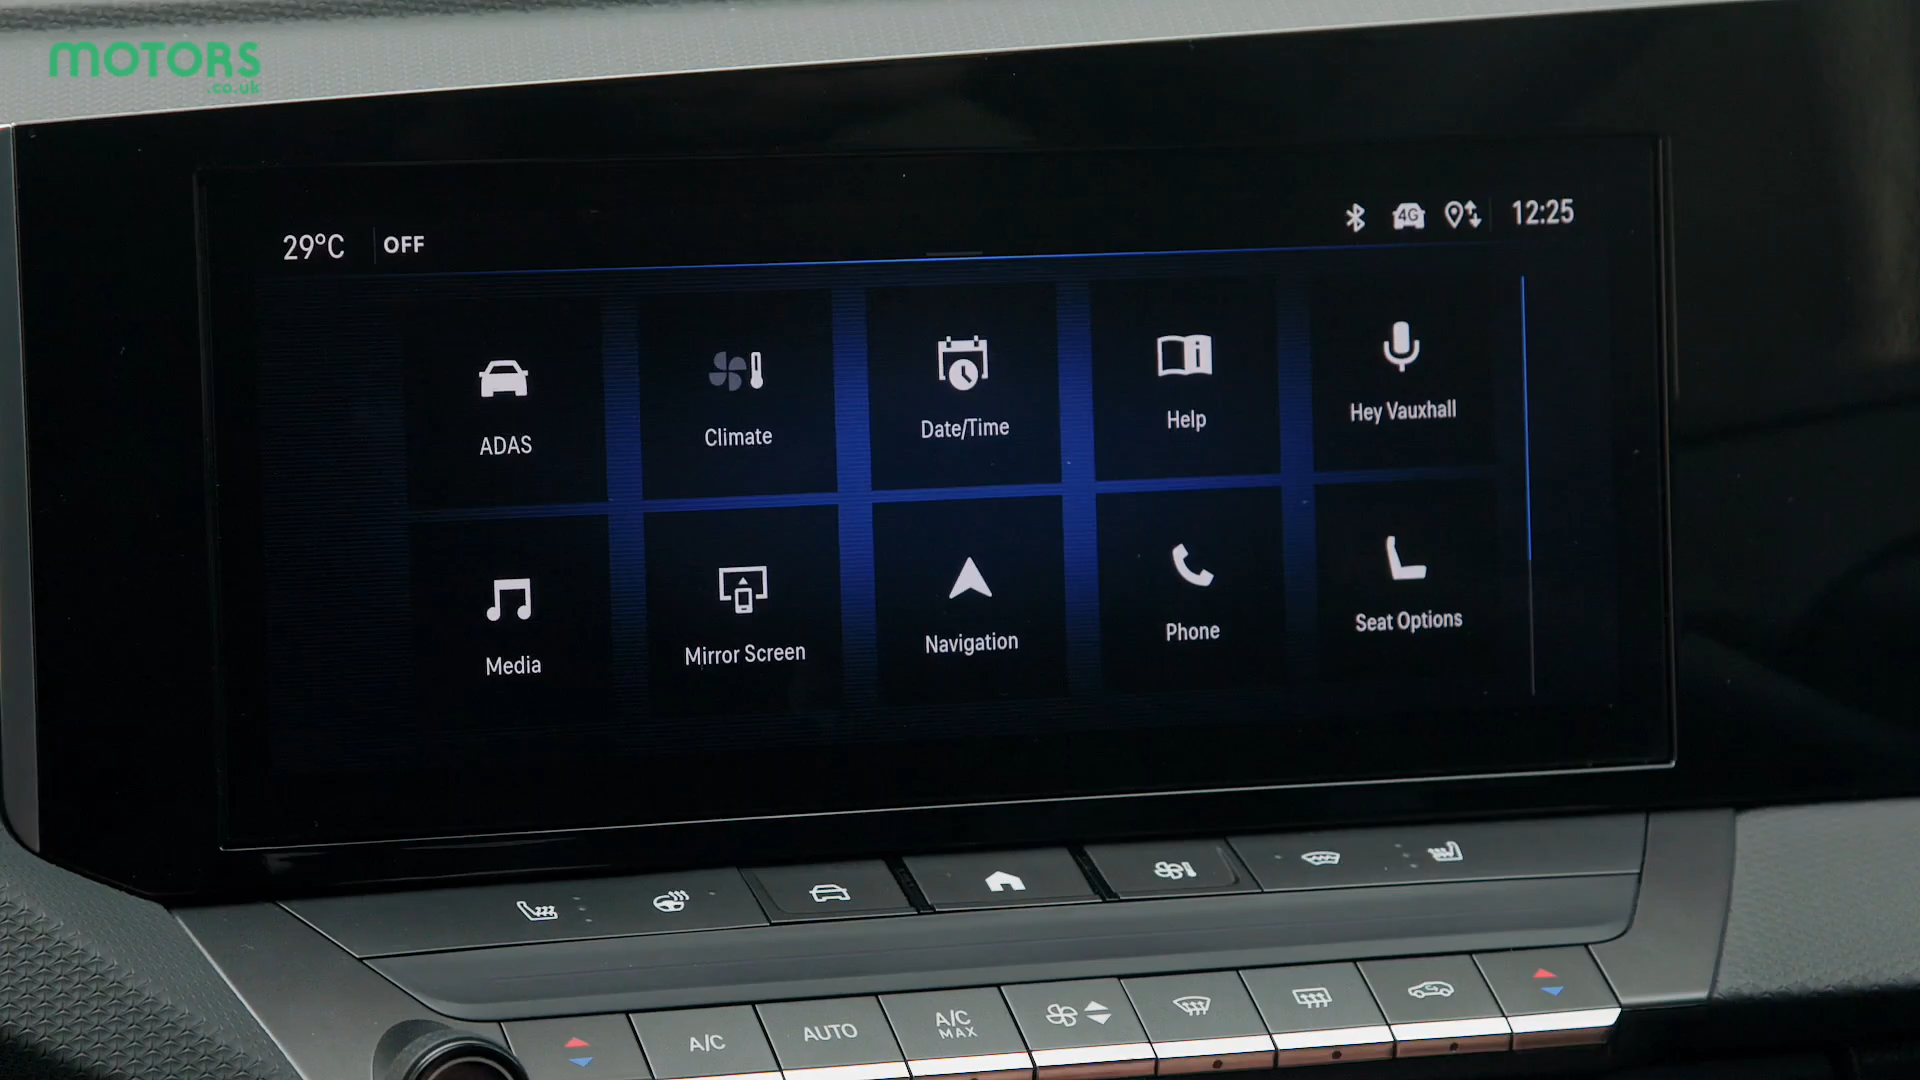 MOTORS
.co.uk
29°C OFF
4G 12:25
ADAS
Climate
Date/Time
Help
Hey Vauxhall
Media
Mirror Screen
Navigation
Phone
Seat Options
A/C
AUTO
A/C
MAX